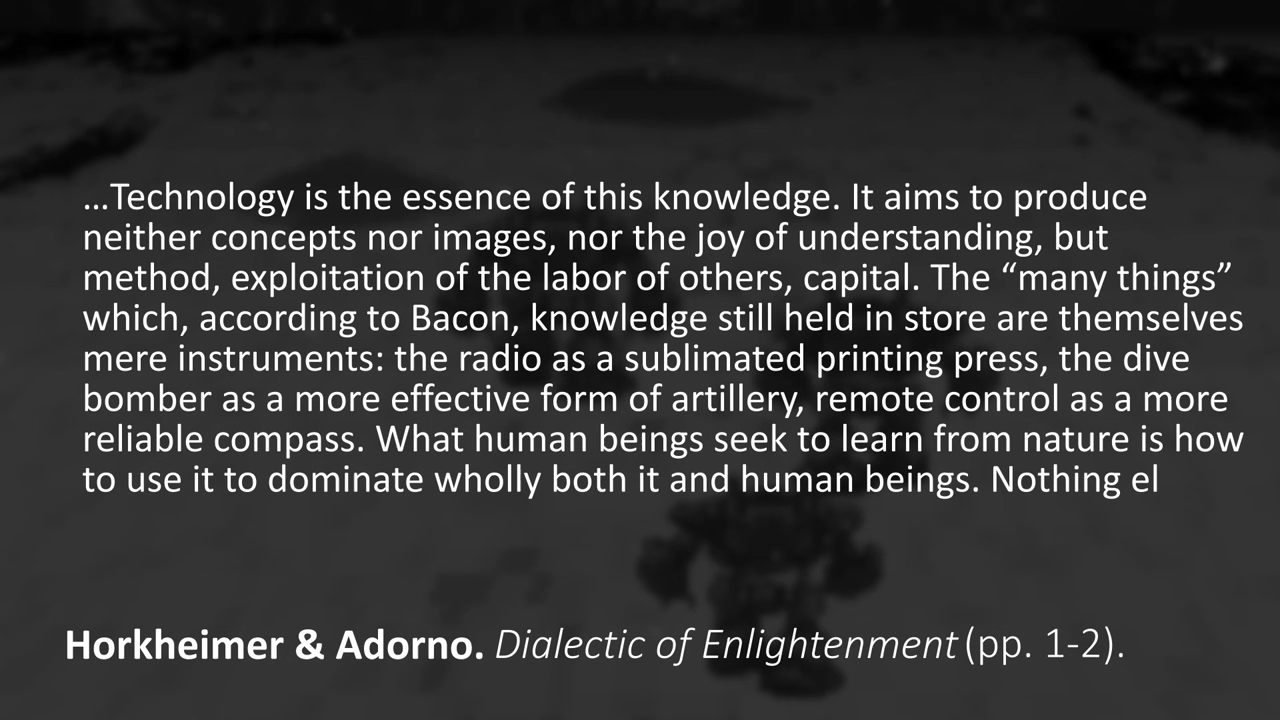 …Technology is the essence of this knowledge. It aims to produce
neither concepts nor images, nor the joy of understanding, but
method, exploitation of the labor of others, capital. The “many things”
which, according to Bacon, knowledge still held in store are themselves
mere instruments: the radio as a sublimated printing press, the dive
bomber as a more effective form of artillery, remote control as a more
reliable compass. What human beings seek to learn from nature is how
to use it to dominate wholly both it and human beings. Nothing el
Horkheimer & Adorno. Dialectic of Enlightenment (pp. 1-2).